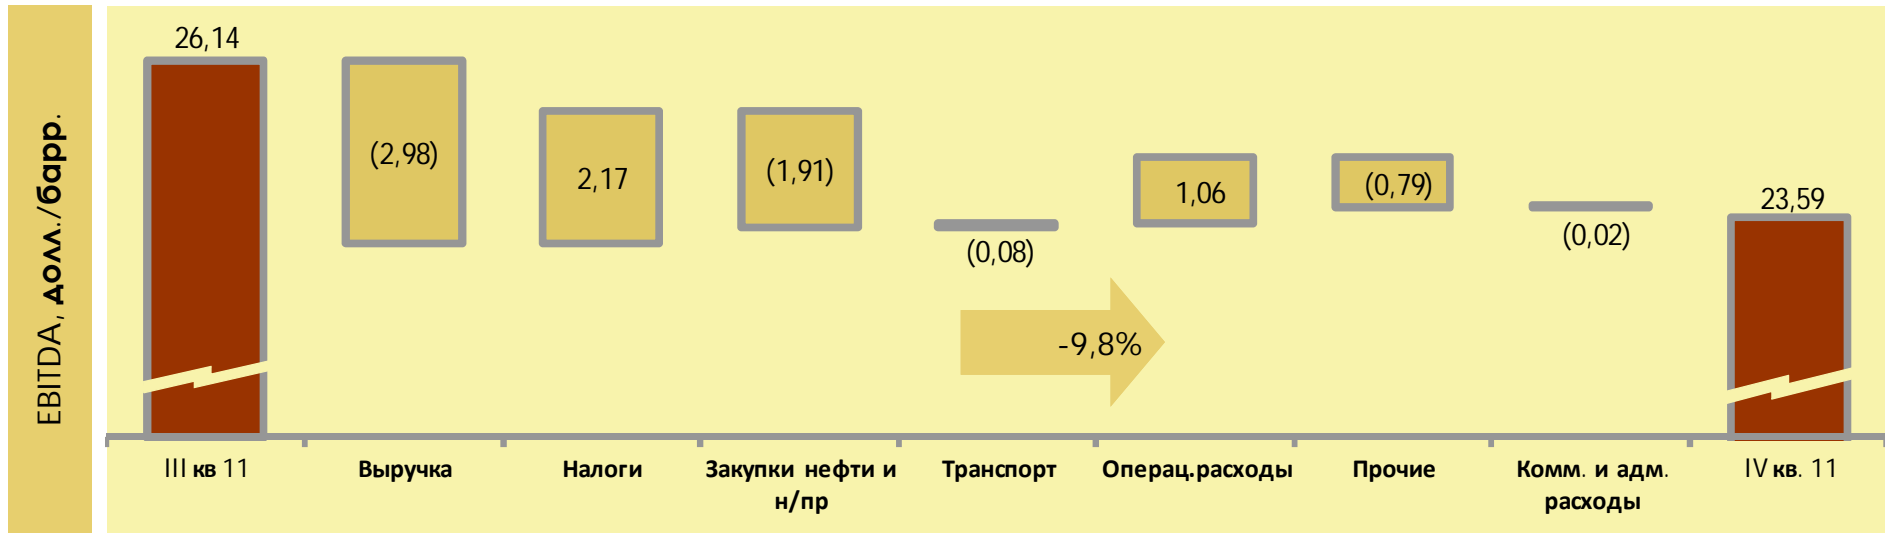 EBITDA, долл./барр.
26,14
(2,98)
2,17
(1,91)
(0,08)
1,06
(0,79)
(0,02)
23,59
-9,8%
III кв 11
Выручка
Налоги
Закупки нефти и
н/пр
Транспорт
Операц.расходы
Прочие
Комм. и адм.
расходы
IV кв. 11